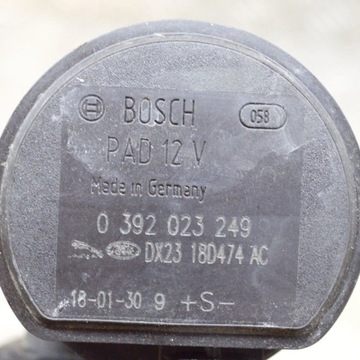 BOSCH 058
PAD 12 V
Made in Germany
0 392 023 249
DX23 18D474 AC
18-01-30 9 +S-